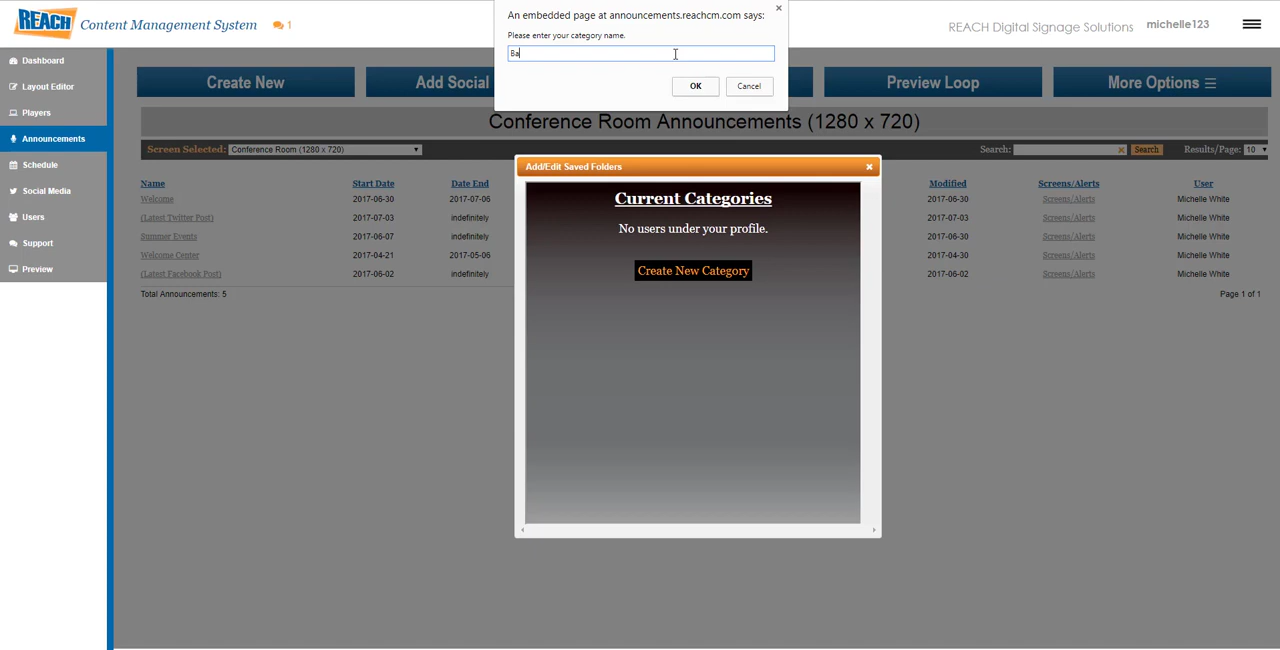 An embedded page at announcements.reachcm.com says:
Please enter your category name.
Ba
OK Cancel
REACH Content Management System 1
REACH Digital Signage Solutions michelle123
Dashboard
Layout Editor
Players
Announcements
Schedule
Social Media
Users
Support
Preview
Create New Add Social Preview Loop More Options
Conference Room Announcements (1280 x 720)
Screen Selected: Conference Room (1280 x 720) Search: x Search Results/Page: 10
Add/Edit Saved Folders
Current Categories
No users under your profile.
Create New Category
Name Start Date Date End Modified Screens/Alerts User
Welcome 2017-06-30 2017-07-06 2017-06-30 Screens/Alerts Michelle White
(Latest Twitter Post) 2017-07-03 indefinitely 2017-07-03 Screens/Alerts Michelle White
Summer Events 2017-06-07 indefinitely 2017-06-30 Screens/Alerts Michelle White
Welcome Center 2017-04-21 2017-05-06 2017-04-30 Screens/Alerts Michelle White
(Latest Facebook Post) 2017-06-02 indefinitely 2017-06-02 Screens/Alerts Michelle White
Total Announcements: 5 Page 1 of 1